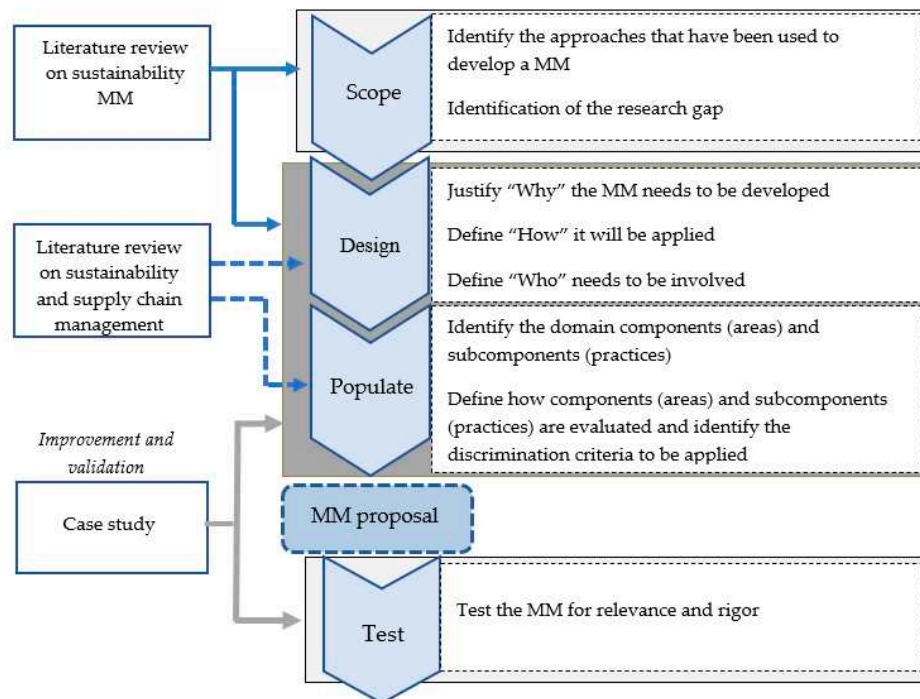 Literature review
on sustainability
MM
Scope
Identify the approaches that have been used to
develop a MM
Identification of the research gap
Design
Justify “Why” the MM needs to be developed
Define “How” it will be applied
Define “Who” needs to be involved
Literature review
on sustainability
and supply chain
management
Populate
Identify the domain components (areas) and
subcomponents (practices)
Define how components (areas) and subcomponents
(practices) are evaluated and identify the
discrimination criteria to be applied
Improvement and
validation
Case study
MM proposal
Test
Test the MM for relevance and rigor